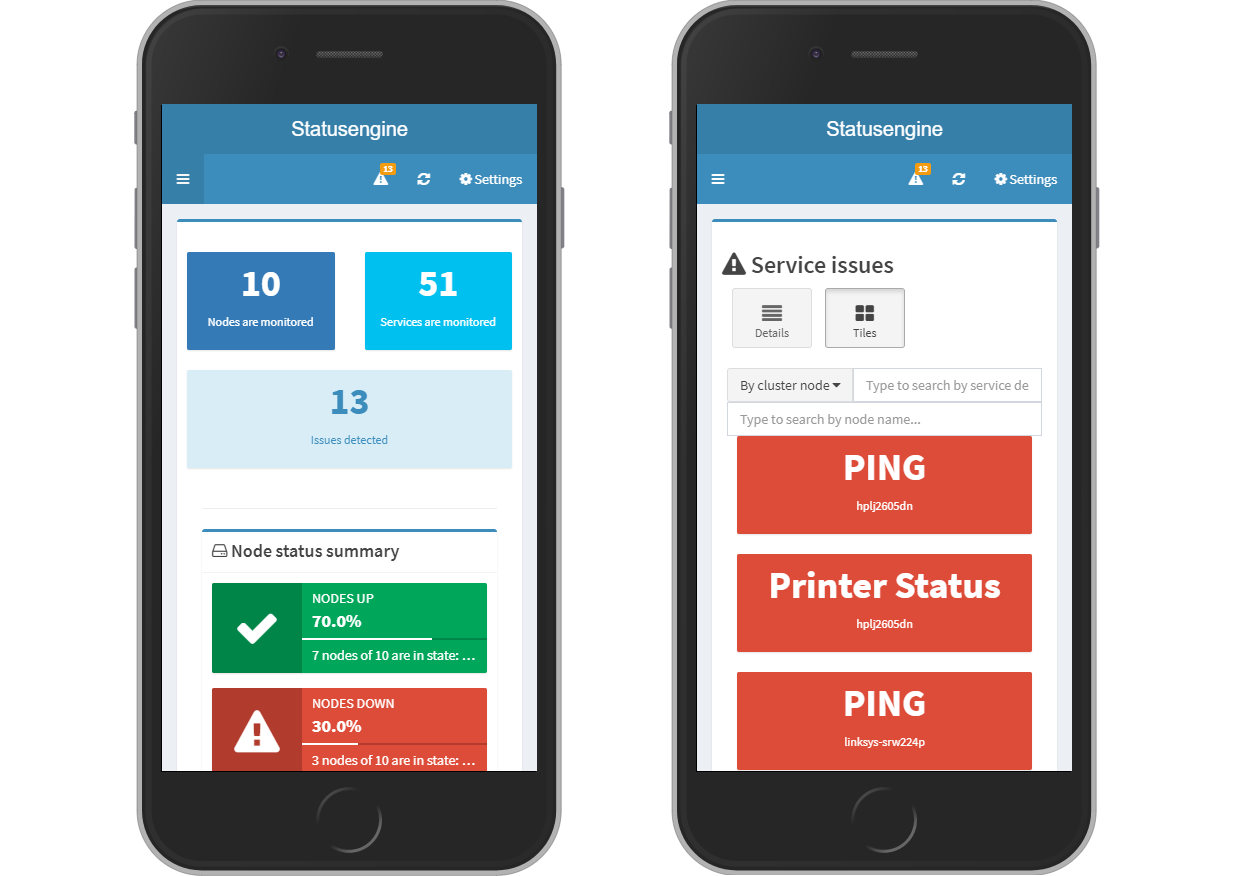 Statusengine
13
Settings
10
Nodes are monitored
51
Services are monitored
13
Issues detected
Node status summary
NODES UP
70.0%
7 nodes of 10 are in state: ...
NODES DOWN
30.0%
3 nodes of 10 are in state: ...
Statusengine
13
Settings
Service issues
Details
Tiles
By cluster node
Type to search by service de
Type to search by node name...
PING
hplj2605dn
Printer Status
hplj2605dn
PING
linksys-srw224p